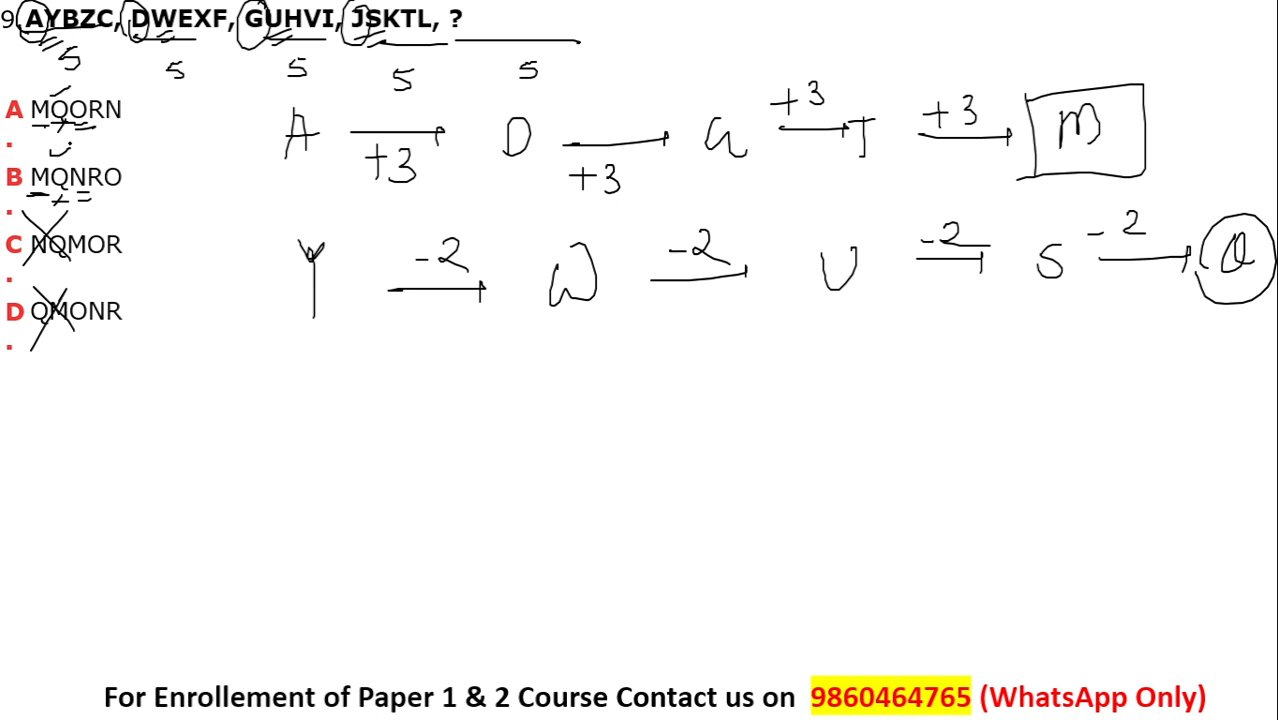 9 AYBZC, DWEXF, GUHVI, JSKTL, ?
5 5 5 5 5
A MQORN
.
B MQNRO
.
C NQMOR
.
D QMONR
.
A +3 D +3 G +3 J +3 M
Y -2 W -2 U -2 S -2 Q
For Enrollement of Paper 1 & 2 Course Contact us on 9860464765 (WhatsApp Only)